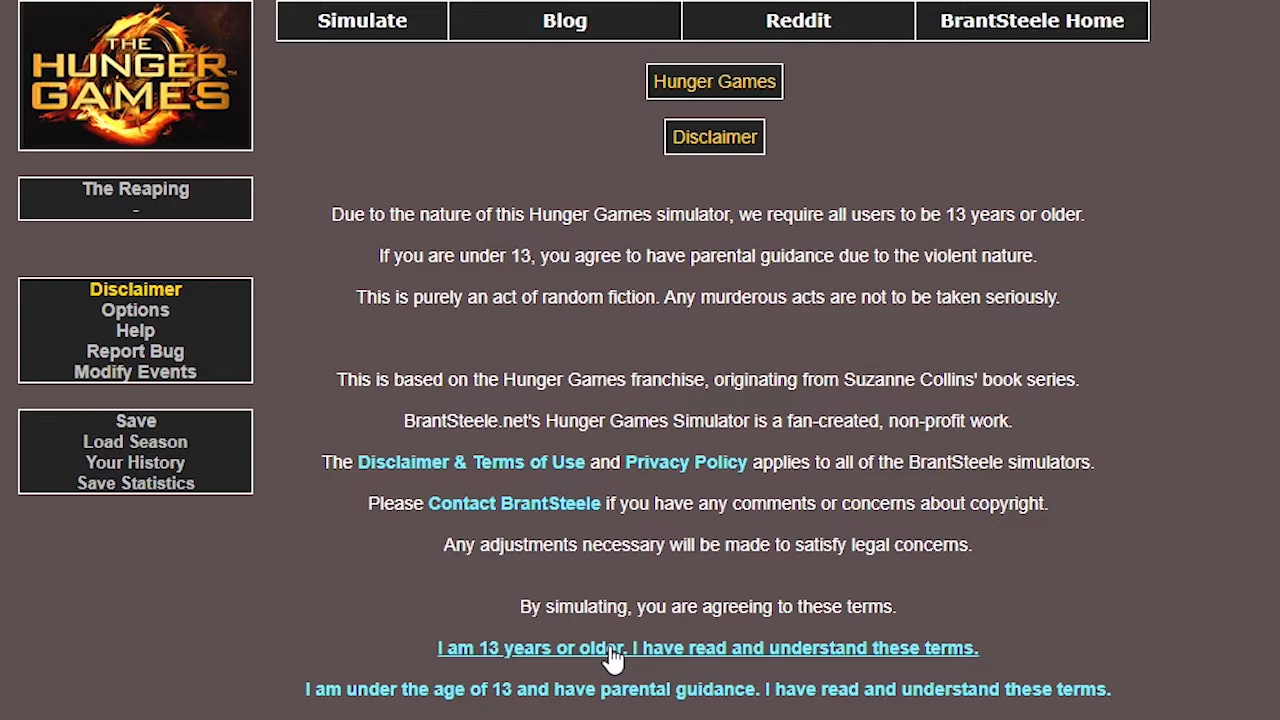 THE
HUNGER
GAMES
Simulate
Blog
Reddit
BrantSteele Home
Hunger Games
Disclaimer
The Reaping
-
Disclaimer
Options
Help
Report Bug
Modify Events
Save
Load Season
Your History
Save Statistics
Due to the nature of this Hunger Games simulator, we require all users to be 13 years or older.
If you are under 13, you agree to have parental guidance due to the violent nature.
This is purely an act of random fiction. Any murderous acts are not to be taken seriously.
This is based on the Hunger Games franchise, originating from Suzanne Collins' book series.
BrantSteele.net's Hunger Games Simulator is a fan-created, non-profit work.
The Disclaimer & Terms of Use and Privacy Policy applies to all of the BrantSteele simulators.
Please Contact BrantSteele if you have any comments or concerns about copyright.
Any adjustments necessary will be made to satisfy legal concerns.
By simulating, you are agreeing to these terms.
I am 13 years or older. I have read and understand these terms.
I am under the age of 13 and have parental guidance. I have read and understand these terms.